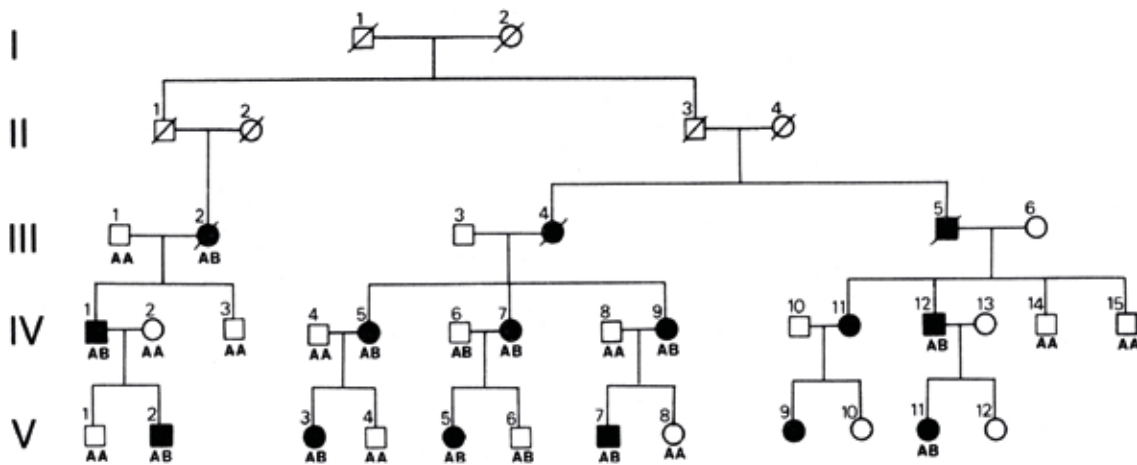 I 1 2
II 1 2 3 4
III 1 2 3 4 5 6
AA AB
IV 1 2 3 4 5 6 7 8 9 10 11 12 13 14 15
AB AA AA AA AB AB AB AA AB AB AA AA
V 1 2 3 4 5 6 7 8 9 10 11 12
AA AB AB AA AB AB AB AA AB